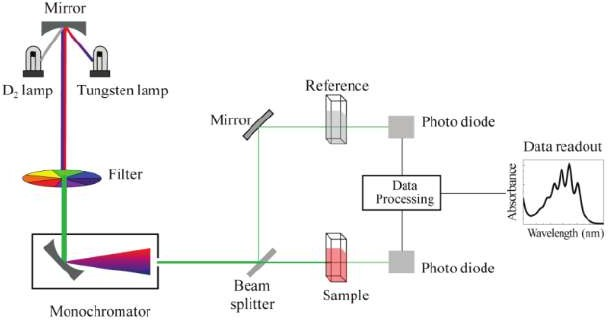 Mirror
D2 lamp
Tungsten lamp
Filter
Monochromator
Mirror
Beam
splitter
Reference
Sample
Photo diode
Data
Processing
Photo diode
Data readout
Absorbance
Wavelength (nm)